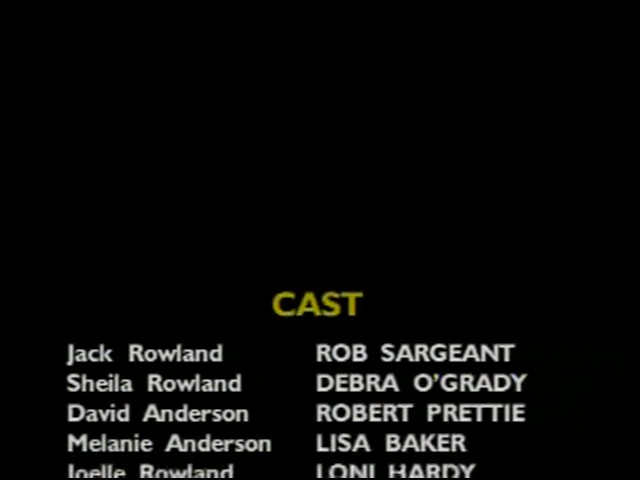 CAST
Jack Rowland ROB SARGEANT
Sheila Rowland DEBRA O'GRADY
David Anderson ROBERT PRETTIE
Melanie Anderson LISA BAKER
Joelle Rowland LONI HARDY